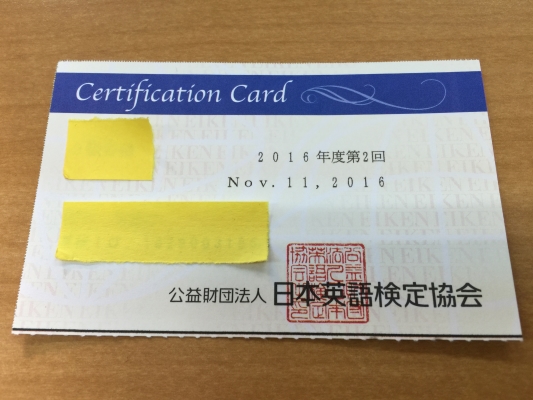 Certification Card
2016年度第2回
Nov. 11, 2016
公益財団法人 日本英語検定協会